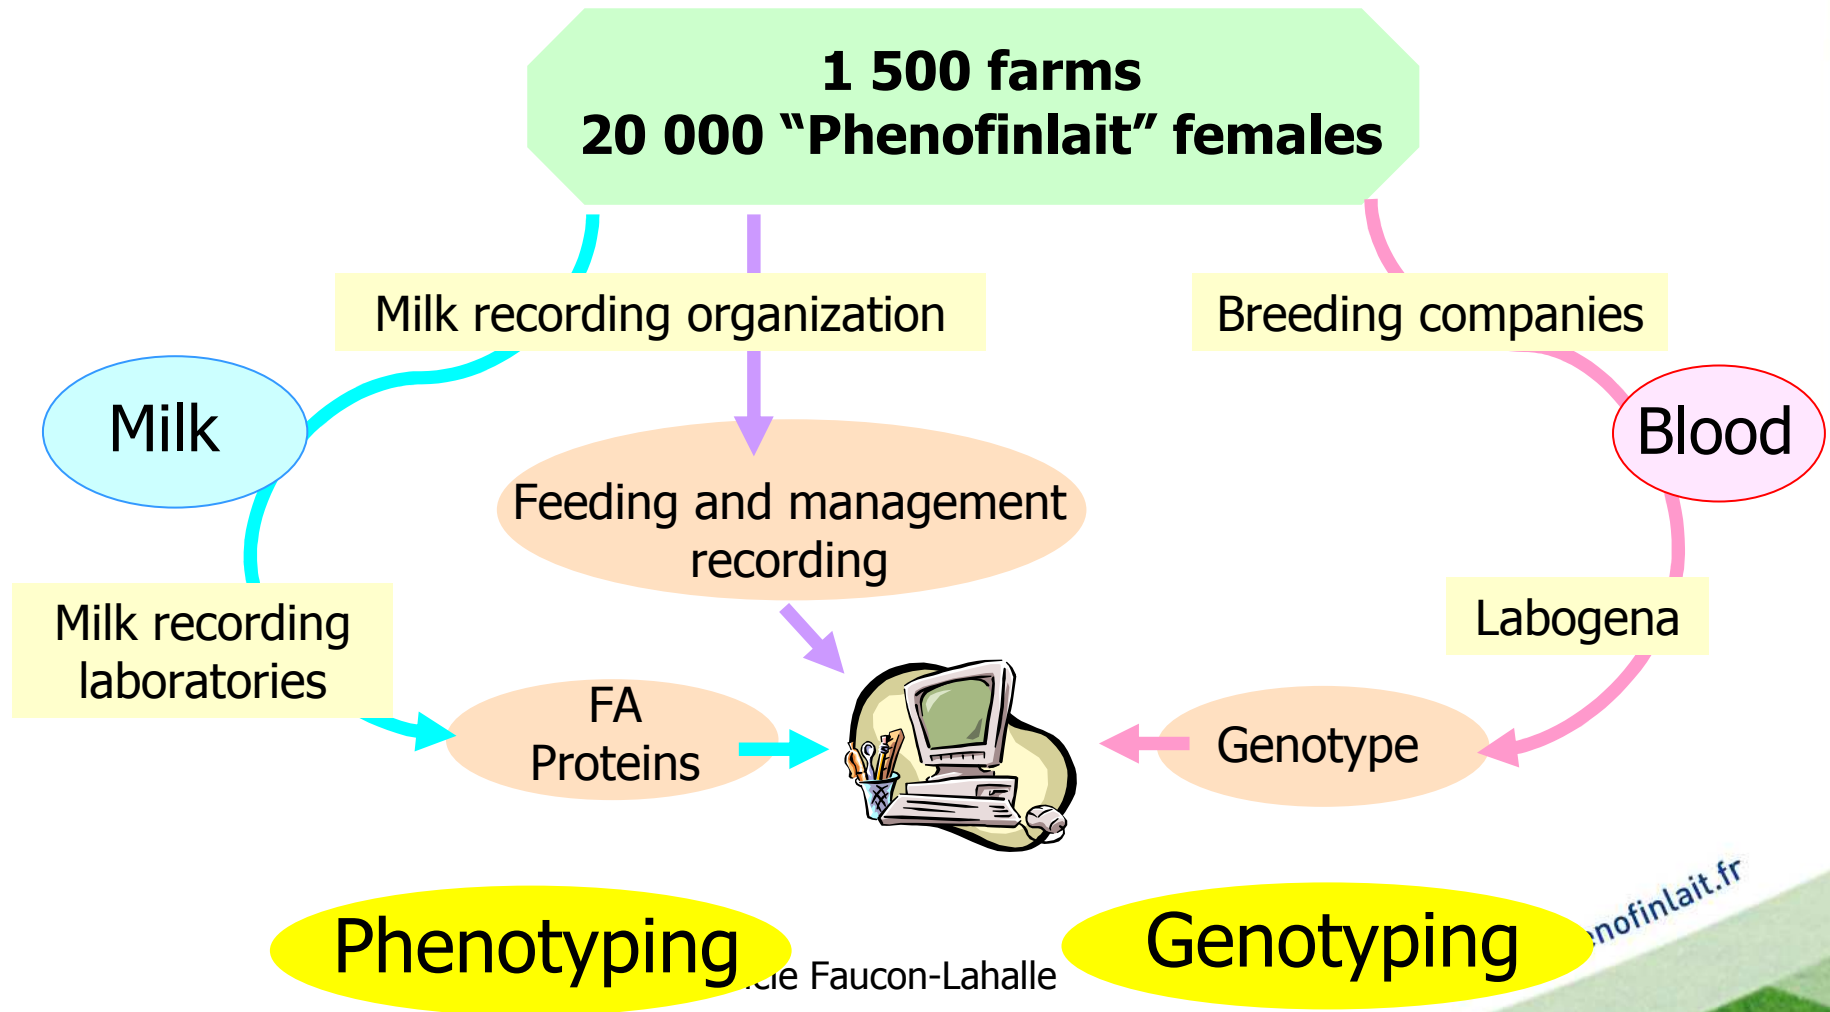 1 500 farms
20 000 “Phenofinlait” females
Milk recording organization
Breeding companies
Milk
Blood
Feeding and management
recording
Milk recording
laboratories
Labogena
FA
Proteins
Genotype
Phenotyping
Genotyping
Faucon-Lahalle
nofinlait.fr